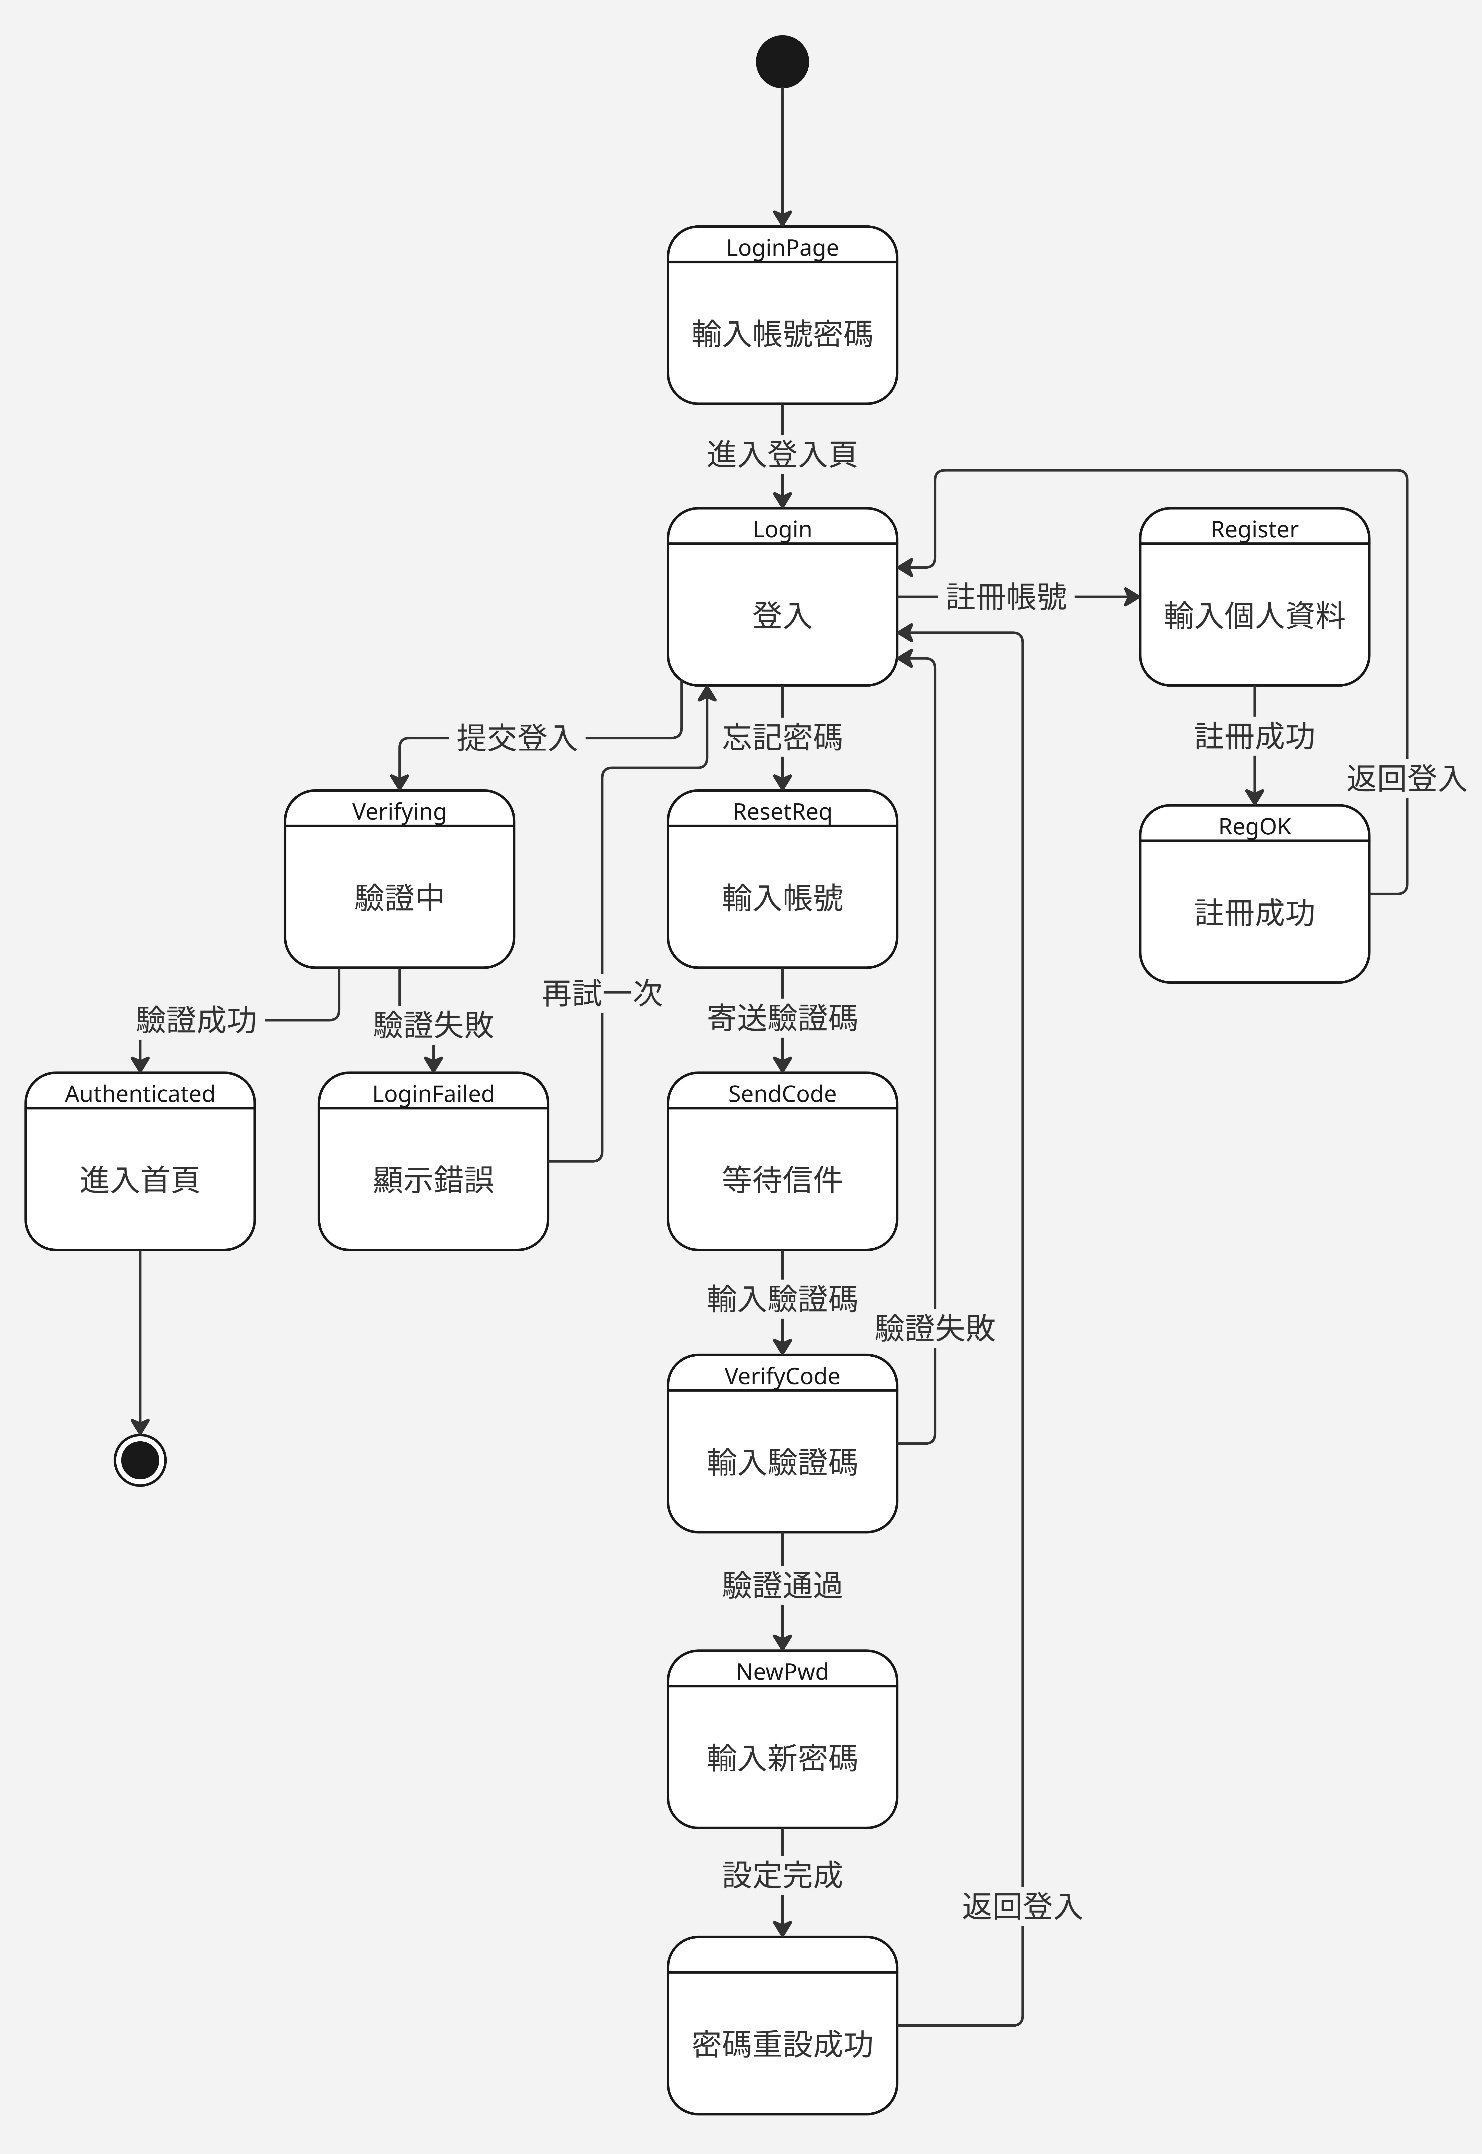 LoginPage
輸入帳號密碼
進入登入頁
Login
登入
註冊帳號
Register
輸入個人資料
提交登入
忘記密碼
註冊成功
返回登入
Verifying
驗證中
ResetReq
輸入帳號
RegOK
註冊成功
再試一次
驗證成功
驗證失敗
寄送驗證碼
Authenticated
進入首頁
LoginFailed
顯示錯誤
SendCode
等待信件
輸入驗證碼
驗證失敗
VerifyCode
輸入驗證碼
驗證通過
NewPwd
輸入新密碼
設定完成
返回登入
密碼重設成功